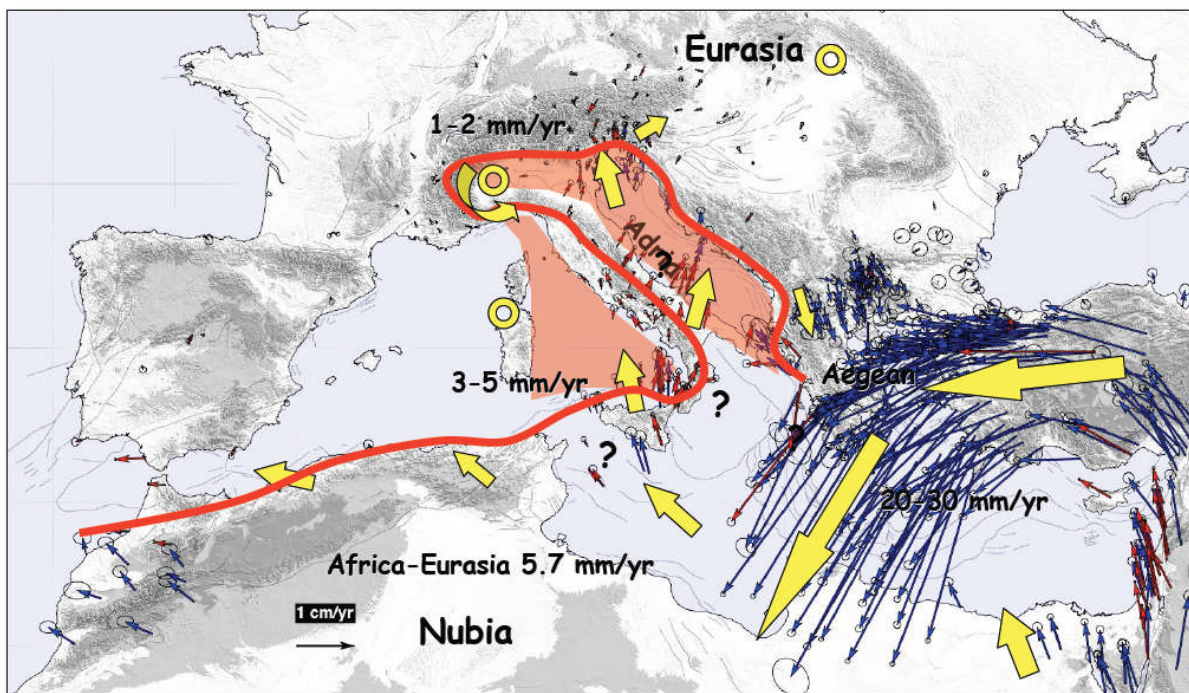 Eurasia
1-2 mm/yr
Adria
?
3-5 mm/yr
Aegean
?
?
?
20-30 mm/yr
Africa-Eurasia 5.7 mm/yr
1 cm/yr
Nubia